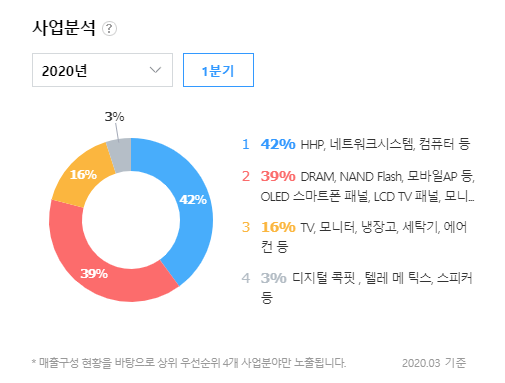 사업분석 ?
2020년
1분기
3%
16%
42%
39%
1 42% HHP, 네트워크시스템, 컴퓨터 등
2 39% DRAM, NAND Flash, 모바일AP 등,
OLED 스마트폰 패널, LCD TV 패널, 모니...
3 16% TV, 모니터, 냉장고, 세탁기, 에어
컨 등
4 3% 디지털 콕핏 , 텔레 메 틱스, 스피커
등
* 매출구성 현황을 바탕으로 상위 우선순위 4개 사업분야만 노출됩니다.
2020.03 기준